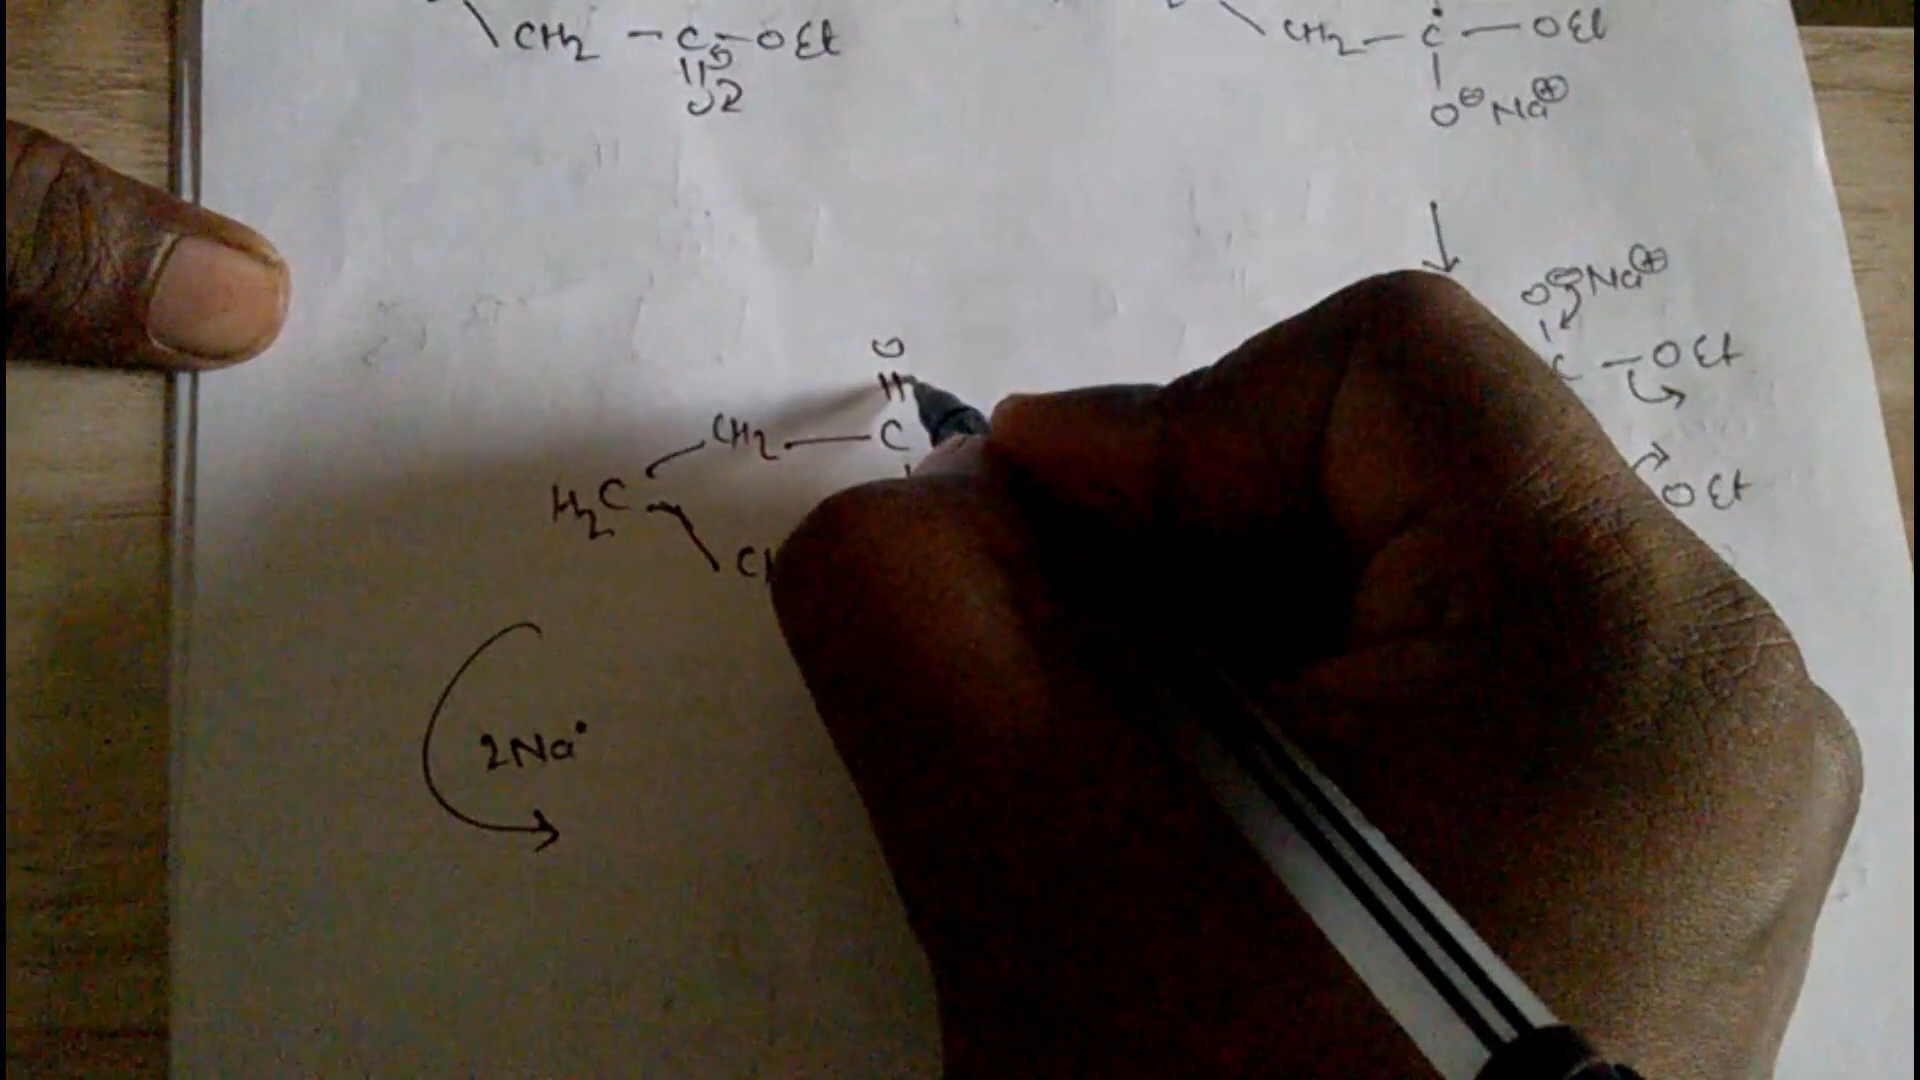 CH2 — C — OEt
||
O
CH2 — C — OEt
|
O⊖ Na⊕
O⊖ Na⊕
|
C — OEt
OEt
O
||
CH2 — C
H2C
2Na•